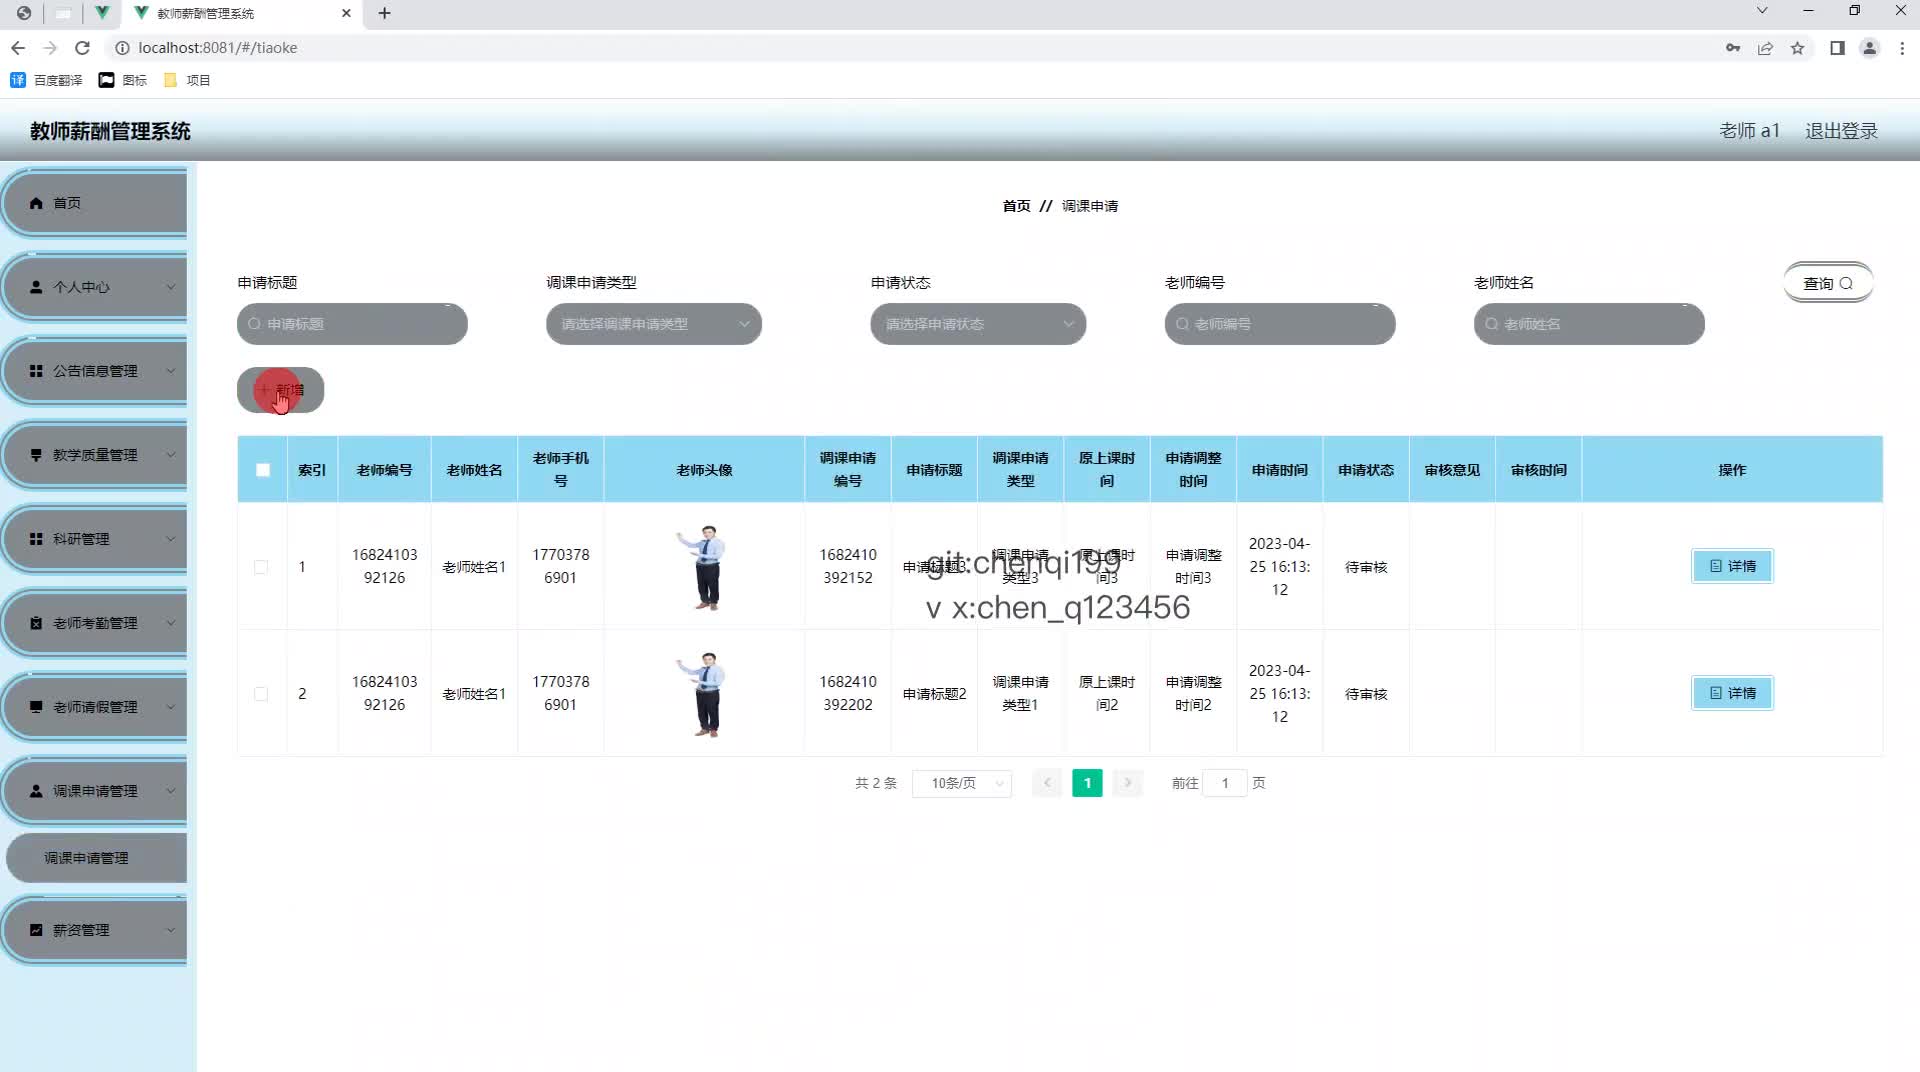 教师薪酬管理系统
localhost:8081/#/tiaoke
译 百度翻译 图标 项目
教师薪酬管理系统 老师 a1 退出登录
首页
个人中心
公告信息管理
教学质量管理
科研管理
老师考勤管理
老师请假管理
调课申请管理
调课申请管理
薪资管理
首页 // 调课申请
申请标题 调课申请类型 申请状态 老师编号 老师姓名 查询
申请标题 请选择调课申请类型 请选择申请状态 老师编号 老师姓名
新增
索引 老师编号 老师姓名 老师手机号 老师头像 调课申请编号 申请标题 调课申请类型 原上课时间 申请调整时间 申请时间 申请状态 审核意见 审核时间 操作
1 1682410392126 老师姓名1 17703786901 1682410392152 申请标题3 调课申请类型3 原上课时间3 申请调整时间3 2023-04-25 16:13:12 待审核 详情
git:chenqi199
v x:chen_q123456
2 1682410392126 老师姓名1 17703786901 1682410392202 申请标题2 调课申请类型1 原上课时间2 申请调整时间2 2023-04-25 16:13:12 待审核 详情
共 2 条 10条/页 1 前往 1 页